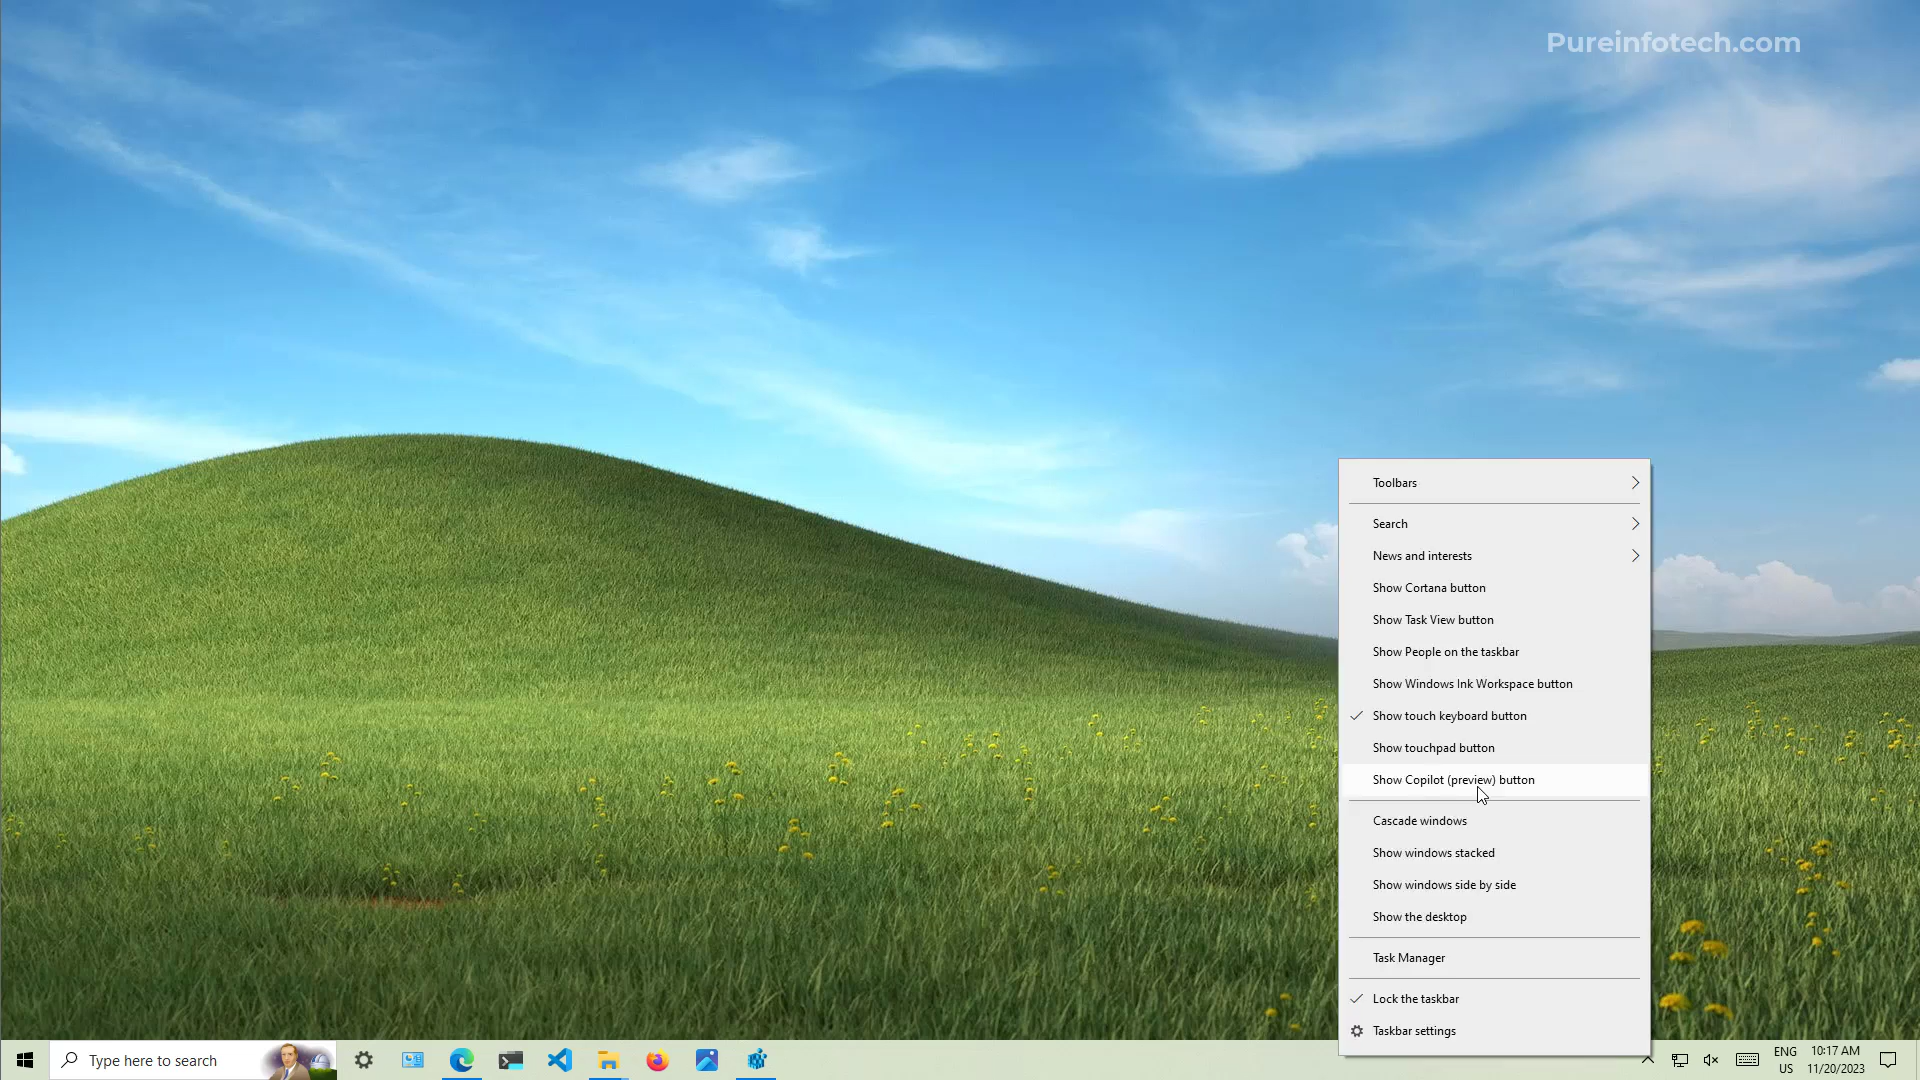 Pureinfotech.com
Toolbars
Search
News and interests
Show Cortana button
Show Task View button
Show People on the taskbar
Show Windows Ink Workspace button
Show touch keyboard button
Show touchpad button
Show Copilot (preview) button
Cascade windows
Show windows stacked
Show windows side by side
Show the desktop
Task Manager
Lock the taskbar
Taskbar settings
Type here to search
ENG
US
10:17 AM
11/20/2023